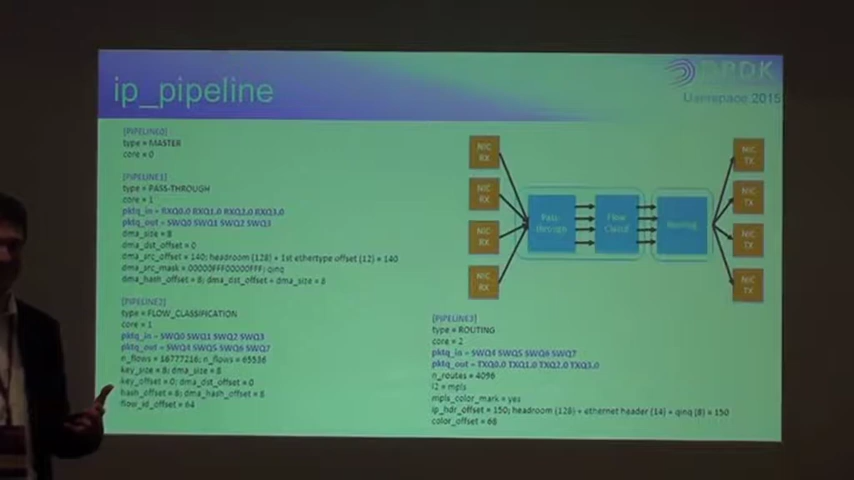 ip_pipeline
DPDK
Userspace 2015
[PIPELINE0]
type = MASTER
core = 0
[PIPELINE1]
type = PASS-THROUGH
core = 1
pktq_in = RXQ0.0 RXQ1.0 RXQ2.0 RXQ3.0
pktq_out = SWQ0 SWQ1 SWQ2 SWQ3
dma_size = 8
dma_dst_offset = 0
dma_src_offset = 140; headroom (128) + 1st ethertype offset (12) = 140
dma_src_mask = 00000FFF00000FFF; qinq
dma_hash_offset = 8; dma_dst_offset + dma_size = 8
[PIPELINE2]
type = FLOW_CLASSIFICATION
core = 1
pktq_in = SWQ0 SWQ1 SWQ2 SWQ3
pktq_out = SWQ4 SWQ5 SWQ6 SWQ7
n_flows = 16777216; n_flows = 65536
key_size = 8; dma_size = 8
key_offset = 0; dma_dst_offset = 0
hash_offset = 8; dma_hash_offset = 8
flow_id_offset = 64
NIC RX
NIC RX
NIC RX
NIC RX
Pass-through
Flow Classif
Routing
NIC TX
NIC TX
NIC TX
NIC TX
[PIPELINE3]
type = ROUTING
core = 2
pktq_in = SWQ4 SWQ5 SWQ6 SWQ7
pktq_out = TXQ0.0 TXQ1.0 TXQ2.0 TXQ3.0
n_routes = 4096
l2 = mpls
mpls_color_mark = yes
ip_hdr_offset = 150; headroom (128) + ethernet header (14) + qinq (8) = 150
color_offset = 68